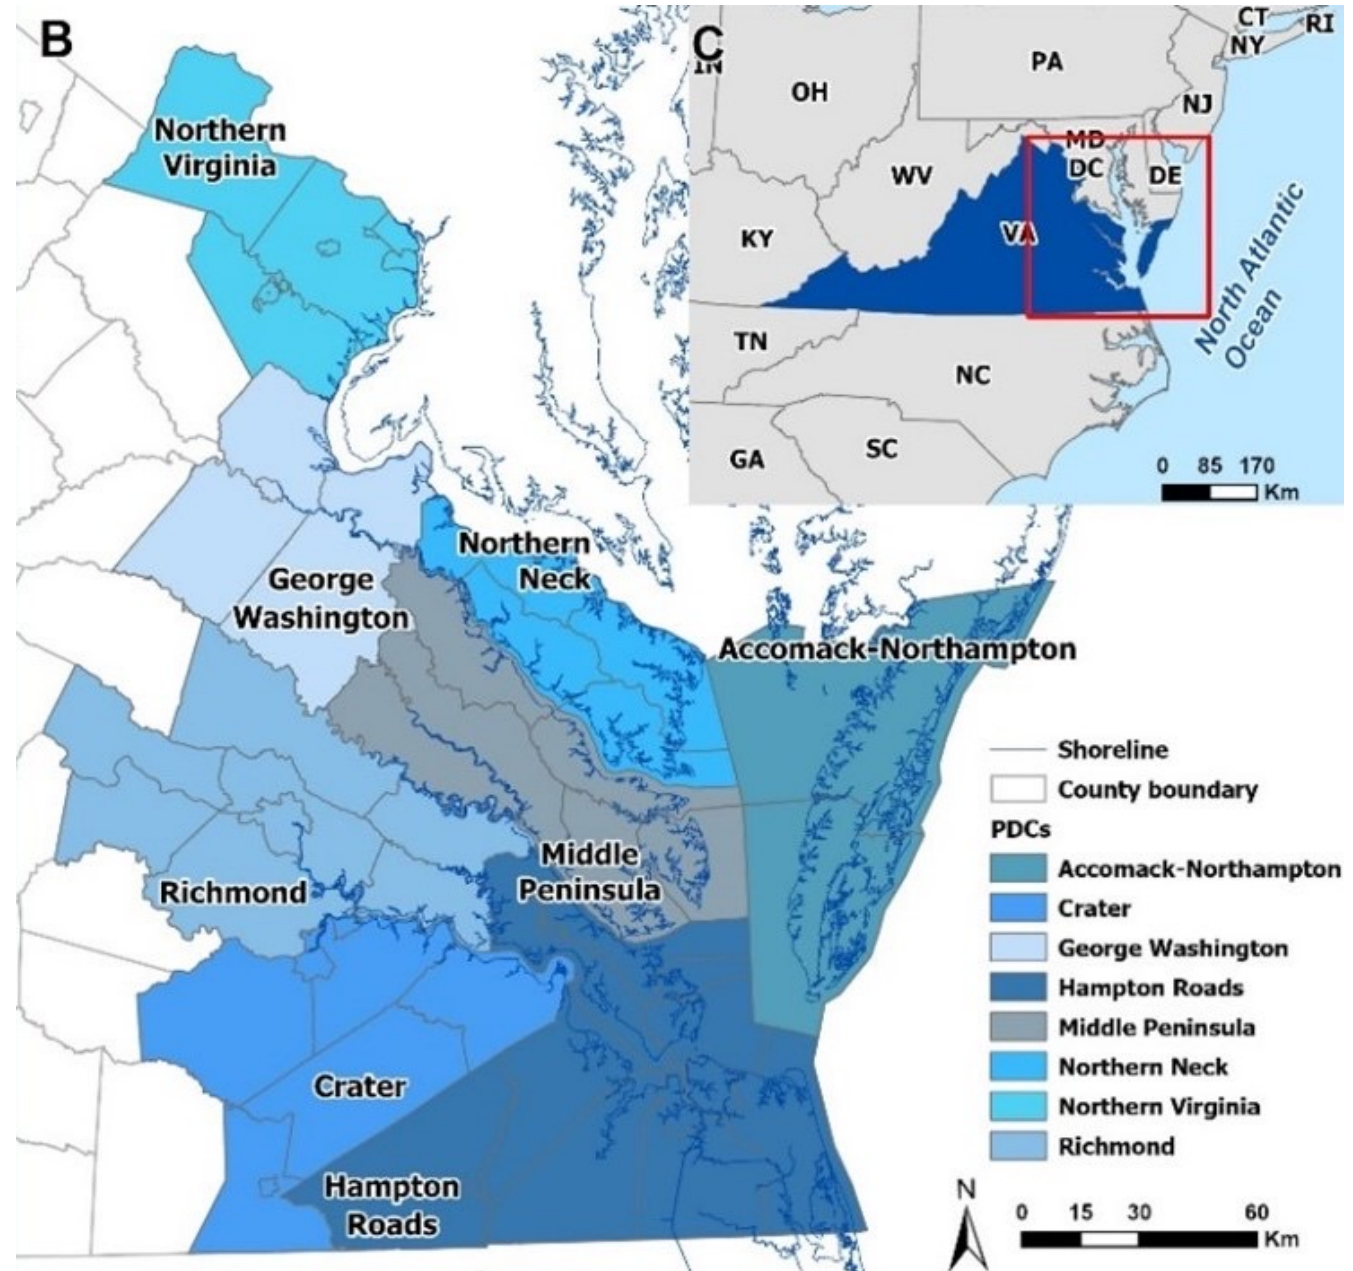 B
Northern
Virginia
George
Washington
Northern
Neck
Accomack-Northampton
Richmond
Middle
Peninsula
Crater
Hampton
Roads
C
IN
OH
PA
CT
RI
NY
NJ
MD
DC
DE
WV
VA
KY
TN
NC
GA
SC
North Atlantic
Ocean
0 85 170
Km
Shoreline
County boundary
PDCs
Accomack-Northampton
Crater
George Washington
Hampton Roads
Middle Peninsula
Northern Neck
Northern Virginia
Richmond
N
0 15 30 60
Km